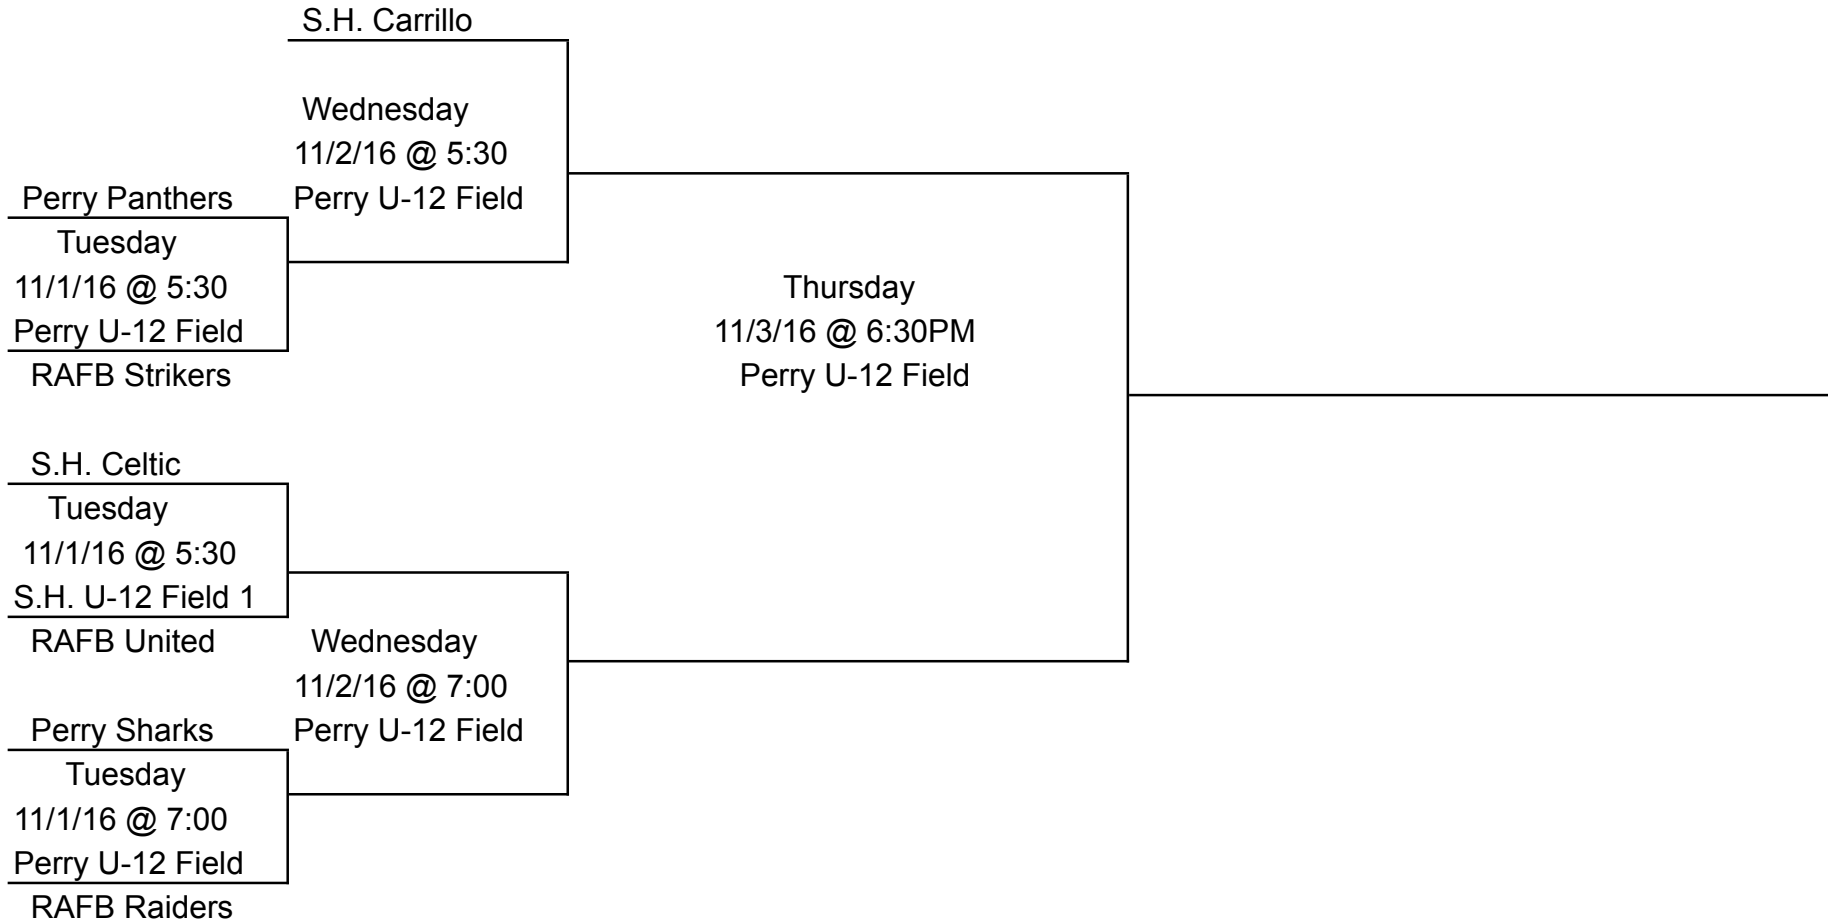 S.H. Carrillo
Wednesday
11/2/16 @ 5:30
Perry U-12 Field
Perry Panthers
Tuesday
11/1/16 @ 5:30
Perry U-12 Field
RAFB Strikers
Thursday
11/3/16 @ 6:30PM
Perry U-12 Field
S.H. Celtic
Tuesday
11/1/16 @ 5:30
S.H. U-12 Field 1
RAFB United
Wednesday
11/2/16 @ 7:00
Perry U-12 Field
Perry Sharks
Tuesday
11/1/16 @ 7:00
Perry U-12 Field
RAFB Raiders